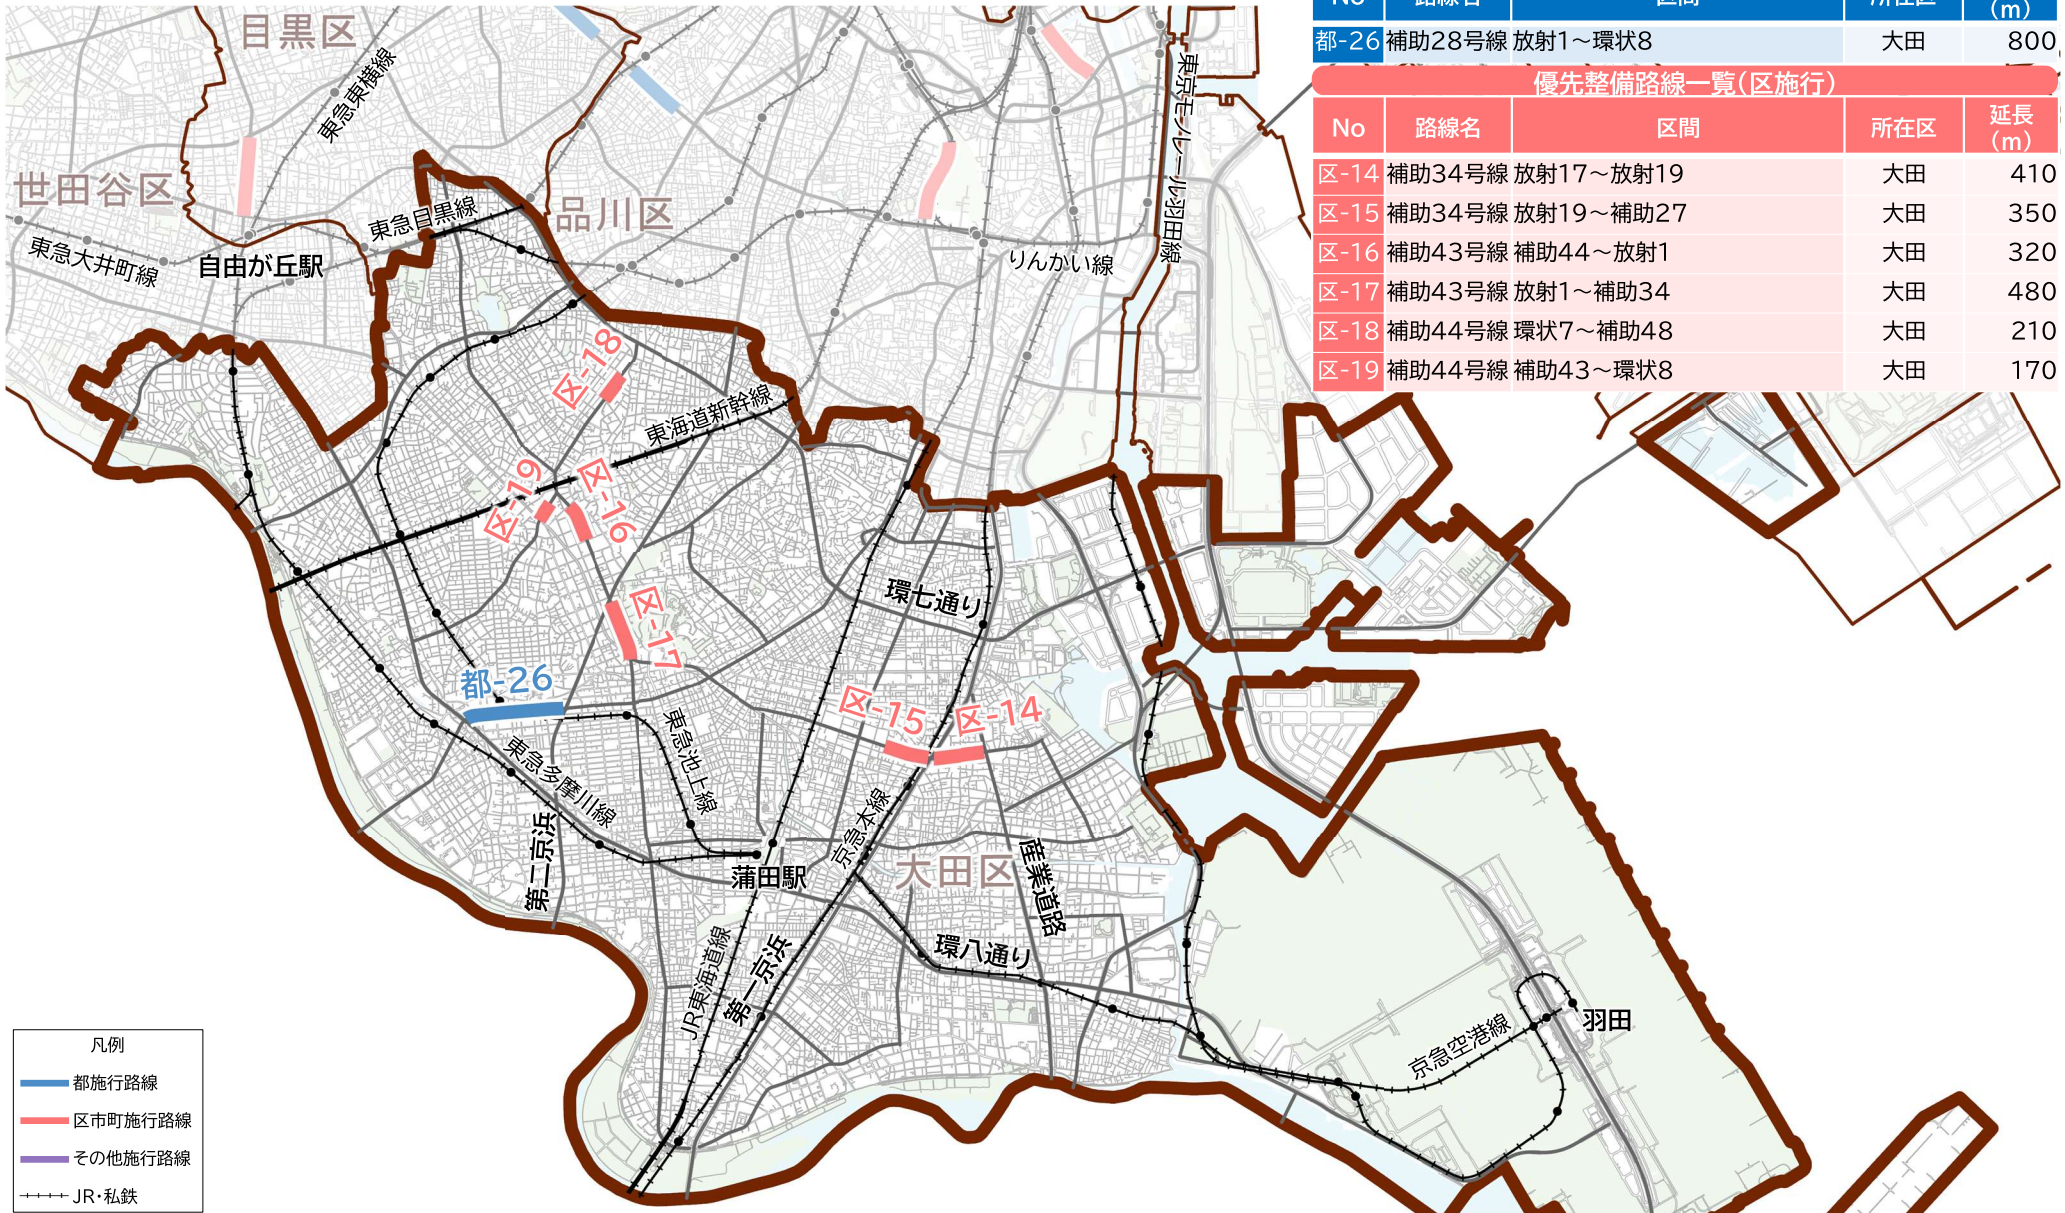 No 路線名 区間 所在区 (m)
都-26 補助28号線 放射1～環状8 大田 800
優先整備路線一覧(区施行)
No 路線名 区間 所在区 延長(m)
区-14 補助34号線 放射17～放射19 大田 410
区-15 補助34号線 放射19～補助27 大田 350
区-16 補助43号線 補助44～放射1 大田 320
区-17 補助43号線 放射1～補助34 大田 480
区-18 補助44号線 環状7～補助48 大田 210
区-19 補助44号線 補助43～環状8 大田 170
目黒区
東急東横線
世田谷区
東急目黒線
品川区
東京モノレール羽田線
東急大井町線
自由が丘駅
りんかい線
区-18
東海道新幹線
区-19
区-16
区-17
環七通り
都-26
区-15
区-14
東急池上線
東急多摩川線
京急本線
第二京浜
蒲田駅
大田区
産業道路
JR東海道線
第一京浜
環八通り
羽田
京急空港線
凡例
都施行路線
区市町施行路線
その他施行路線
JR・私鉄